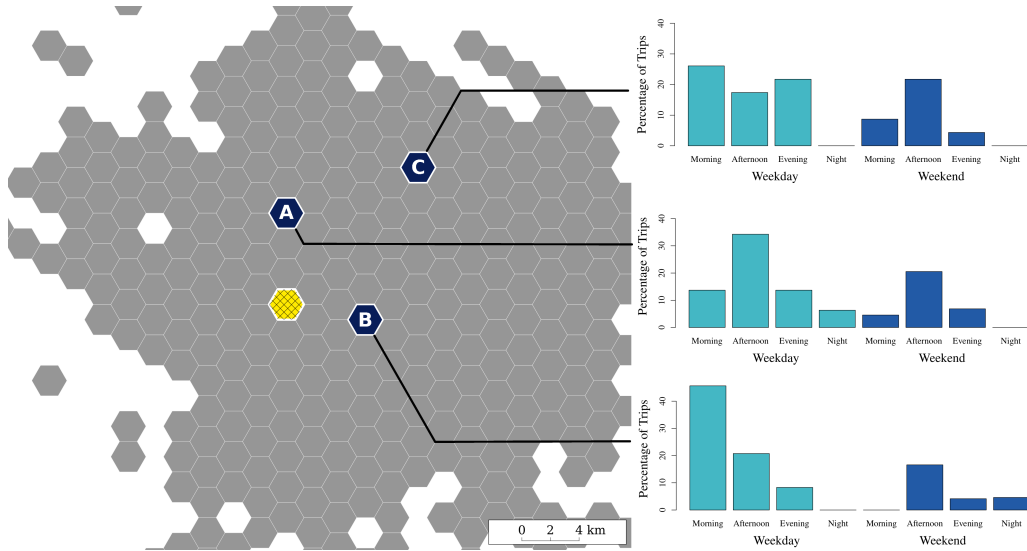 C
A
B
0 2 4 km
Percentage of Trips
40
30
20
10
0
Morning Afternoon Evening Night Morning Afternoon Evening Night
Weekday Weekend
Percentage of Trips
40
30
20
10
0
Morning Afternoon Evening Night Morning Afternoon Evening Night
Weekday Weekend
Percentage of Trips
40
30
20
10
0
Morning Afternoon Evening Night Morning Afternoon Evening Night
Weekday Weekend